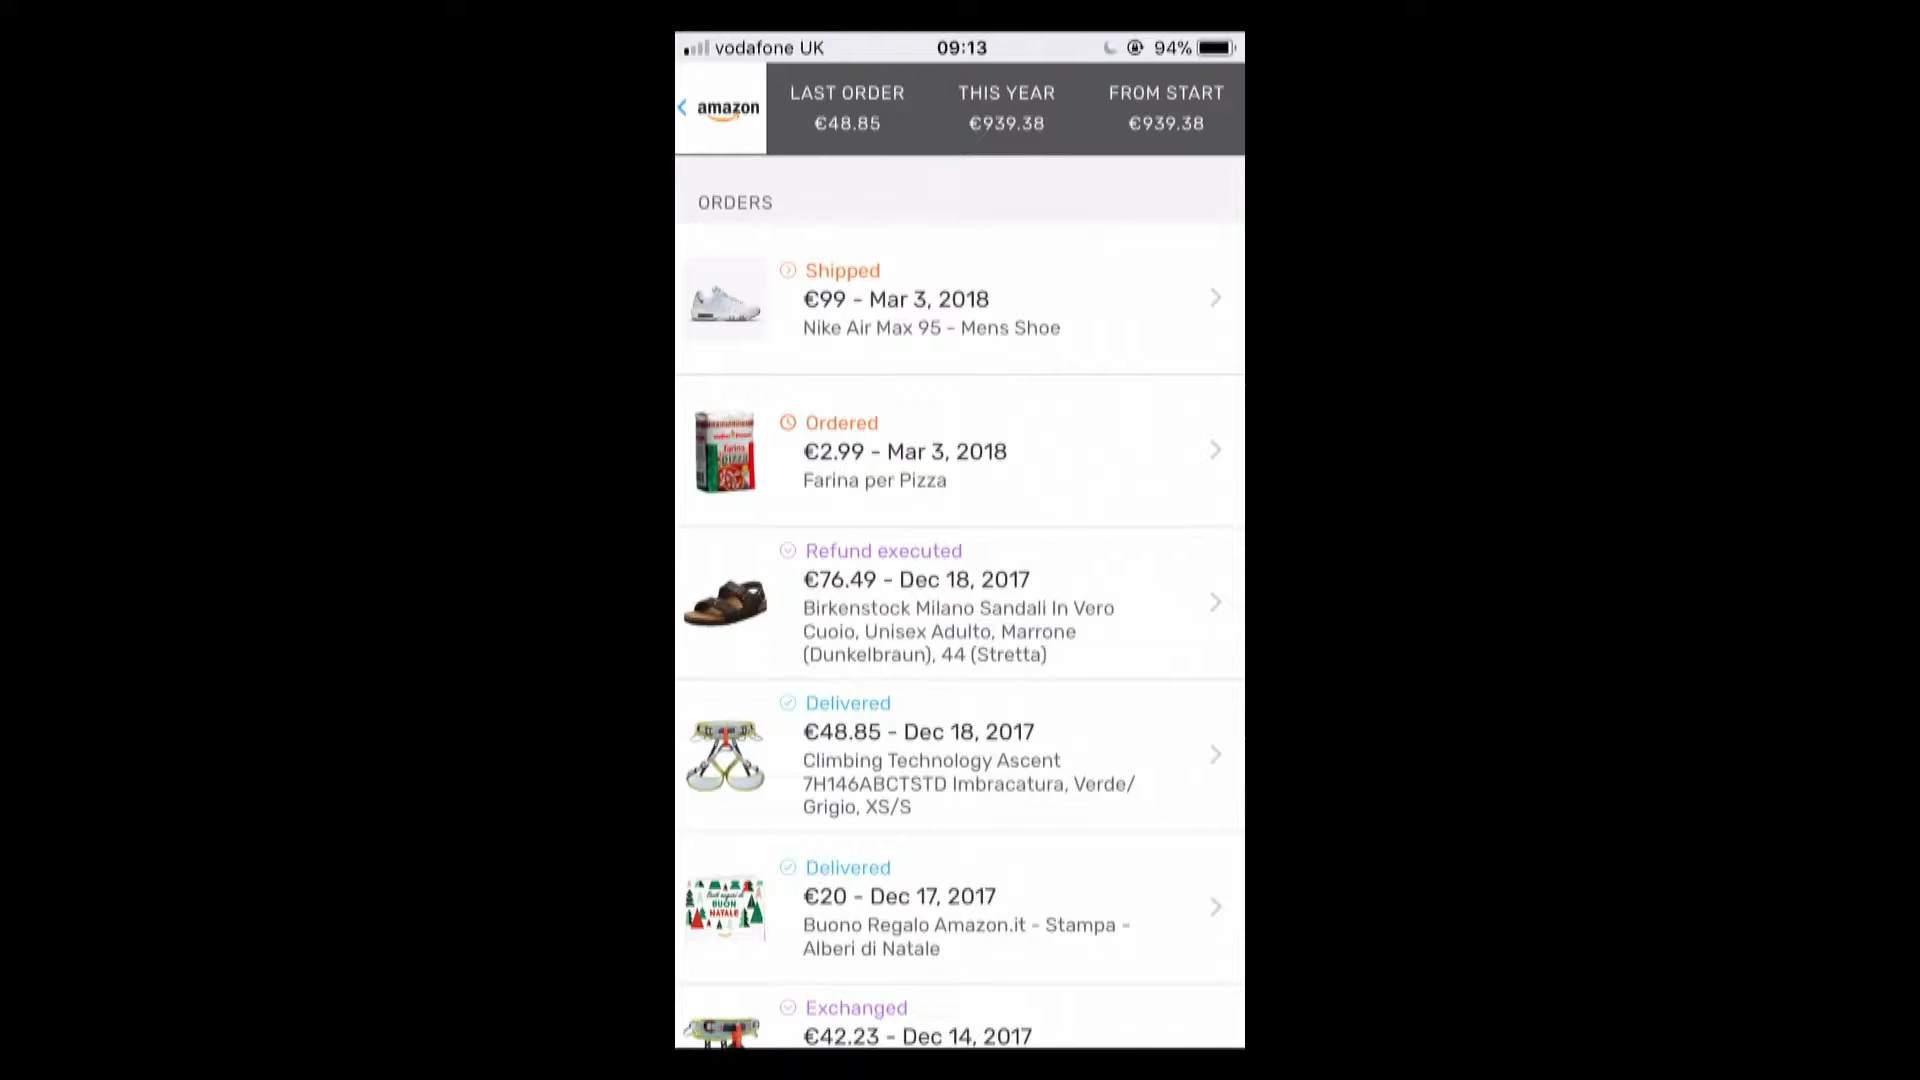 vodafone UK 09:13 94%
amazon
LAST ORDER THIS YEAR FROM START
€48.85 €939.38 €939.38
ORDERS
Shipped
€99 - Mar 3, 2018
Nike Air Max 95 - Mens Shoe
Ordered
€2.99 - Mar 3, 2018
Farina per Pizza
Farina
pizza
Refund executed
€76.49 - Dec 18, 2017
Birkenstock Milano Sandali In Vero
Cuoio, Unisex Adulto, Marrone
(Dunkelbraun), 44 (Stretta)
Delivered
€48.85 - Dec 18, 2017
Climbing Technology Ascent
7H146ABCTSTD Imbracatura, Verde/
Grigio, XS/S
Delivered
€20 - Dec 17, 2017
Buono Regalo Amazon.it - Stampa -
Alberi di Natale
BUON
NATALE
Exchanged
€42.23 - Dec 14, 2017